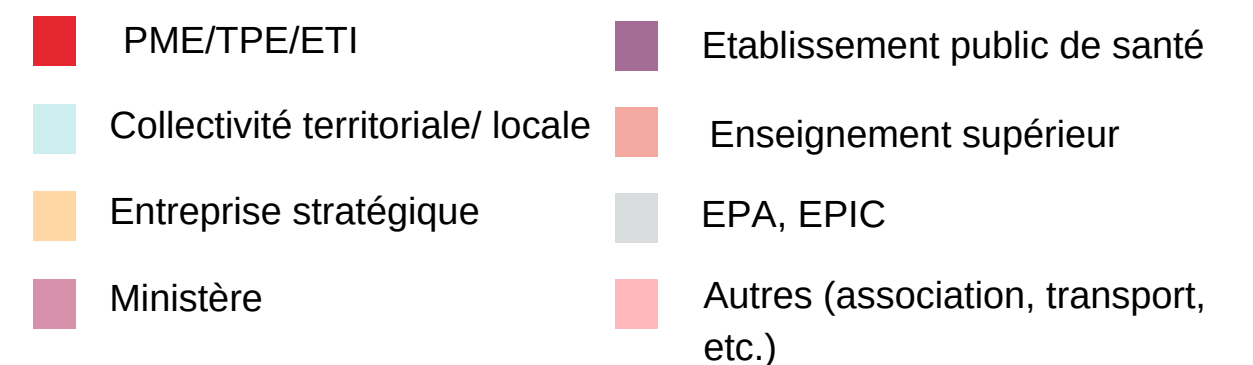 PME/TPE/ETI
Collectivité territoriale/ locale
Entreprise stratégique
Ministère
Etablissement public de santé
Enseignement supérieur
EPA, EPIC
Autres (association, transport,
etc.)